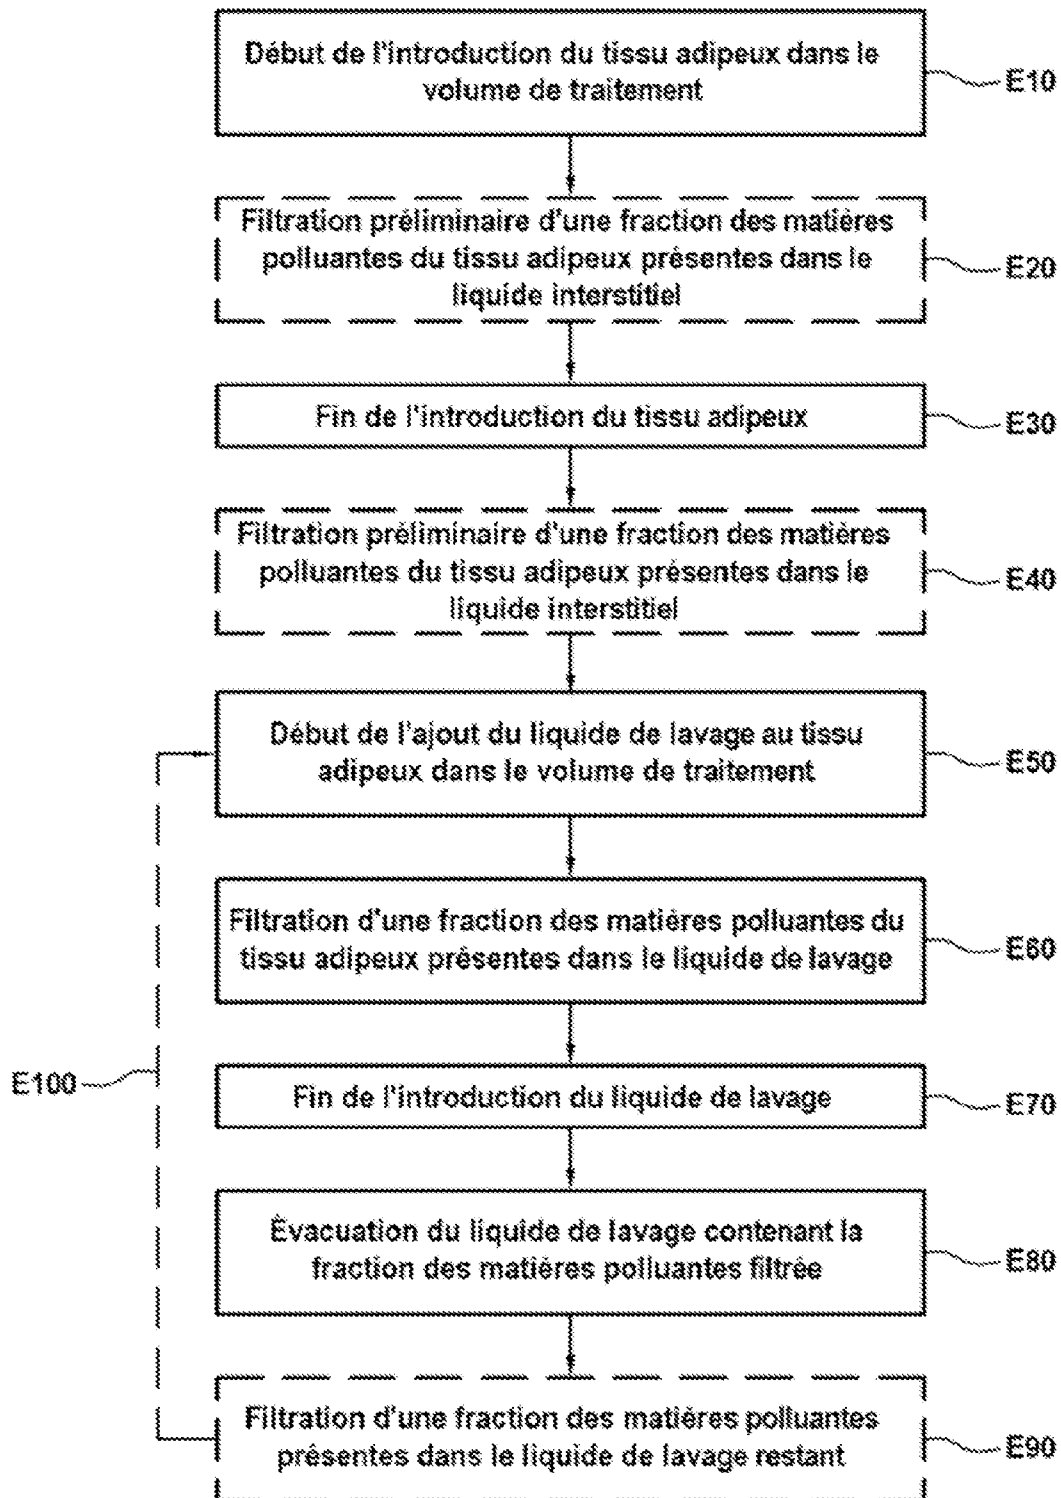 Début de l'introduction du tissu adipeux dans le
volume de traitement
E10
Filtration préliminaire d'une fraction des matières
polluantes du tissu adipeux présentes dans le
liquide interstitiel
E20
Fin de l'introduction du tissu adipeux
E30
Filtration préliminaire d'une fraction des matières
polluantes du tissu adipeux présentes dans le
liquide interstitiel
E40
Début de l'ajout du liquide de lavage au tissu
adipeux dans le volume de traitement
E50
Filtration d'une fraction des matières polluantes du
tissu adipeux présentes dans le liquide de lavage
E60
E100
Fin de l'introduction du liquide de lavage
E70
Évacuation du liquide de lavage contenant la
fraction des matières polluantes filtrée
E80
Filtration d'une fraction des matières polluantes
présentes dans le liquide de lavage restant
E90